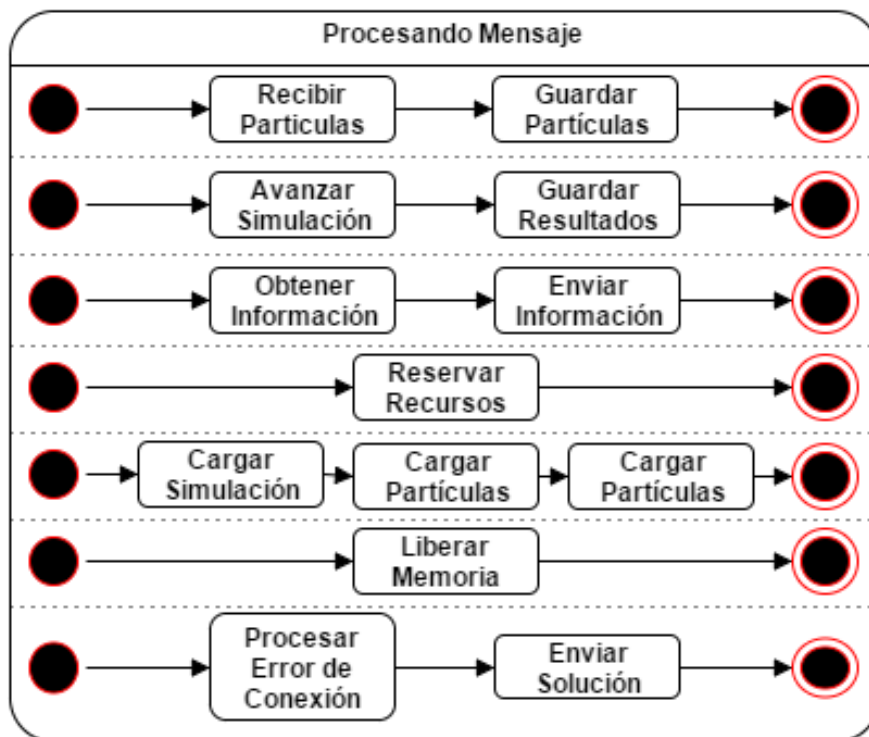 Procesando Mensaje
Recibir
Particulas
Guardar
Partículas
Avanzar
Simulación
Guardar
Resultados
Obtener
Información
Enviar
Información
Reservar
Recursos
Cargar
Simulación
Cargar
Partículas
Cargar
Partículas
Liberar
Memoria
Procesar
Error de
Conexión
Enviar
Solución